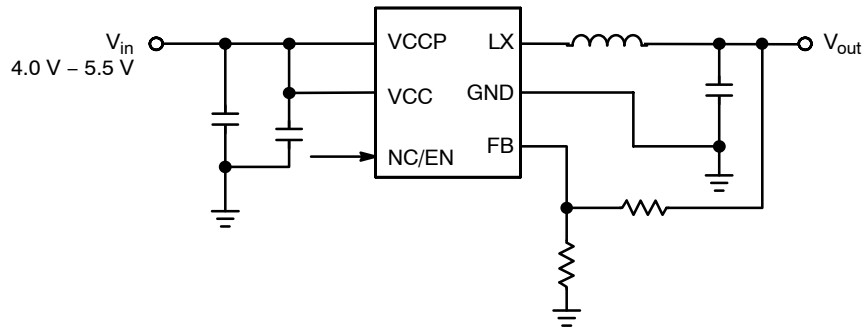 V_in
4.0 V – 5.5 V
VCCP
LX
V_out
VCC
GND
NC/EN
FB